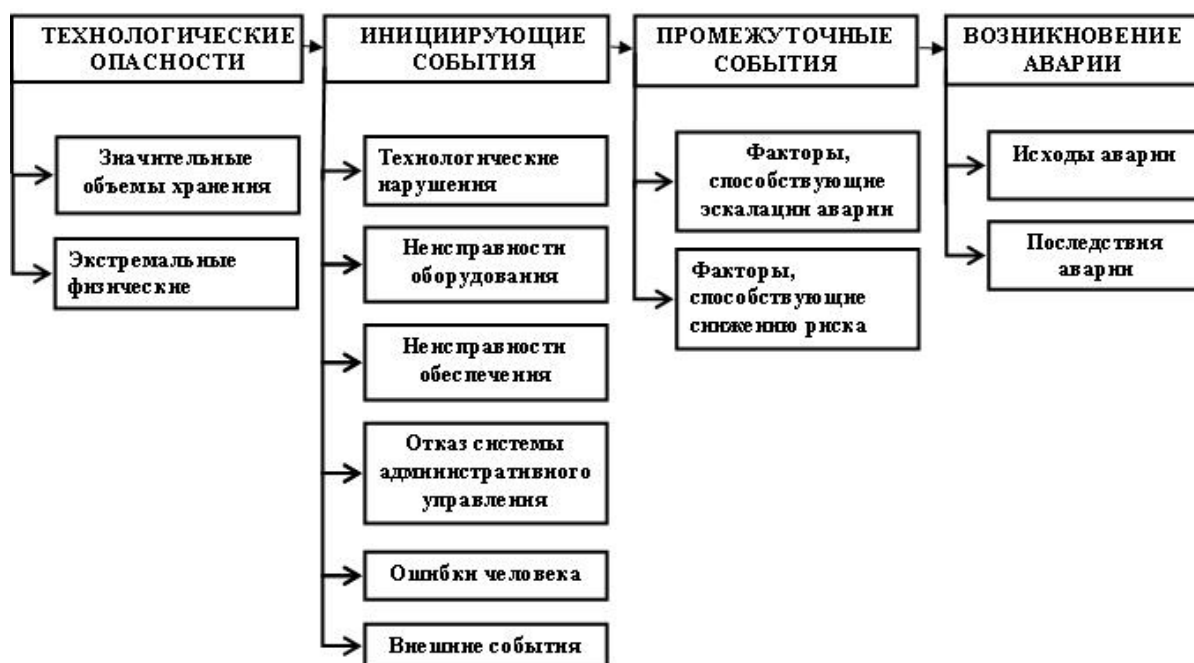 ТЕХНОЛОГИЧЕСКИЕ
ОПАСНОСТИ
ИНИЦИИРУЮЩИЕ
СОБЫТИЯ
ПРОМЕЖУТОЧНЫЕ
СОБЫТИЯ
ВОЗНИКНОВЕНИЕ
АВАРИИ
Значительные
объемы хранения
Экстремальные
физические
Технологические
нарушения
Неисправности
оборудования
Неисправности
обеспечения
Отказ системы
административного
управления
Ошибки человека
Внешние события
Факторы,
способствующие
эскалации аварии
Факторы,
способствующие
снижению риска
Исходы аварии
Последствия
аварии